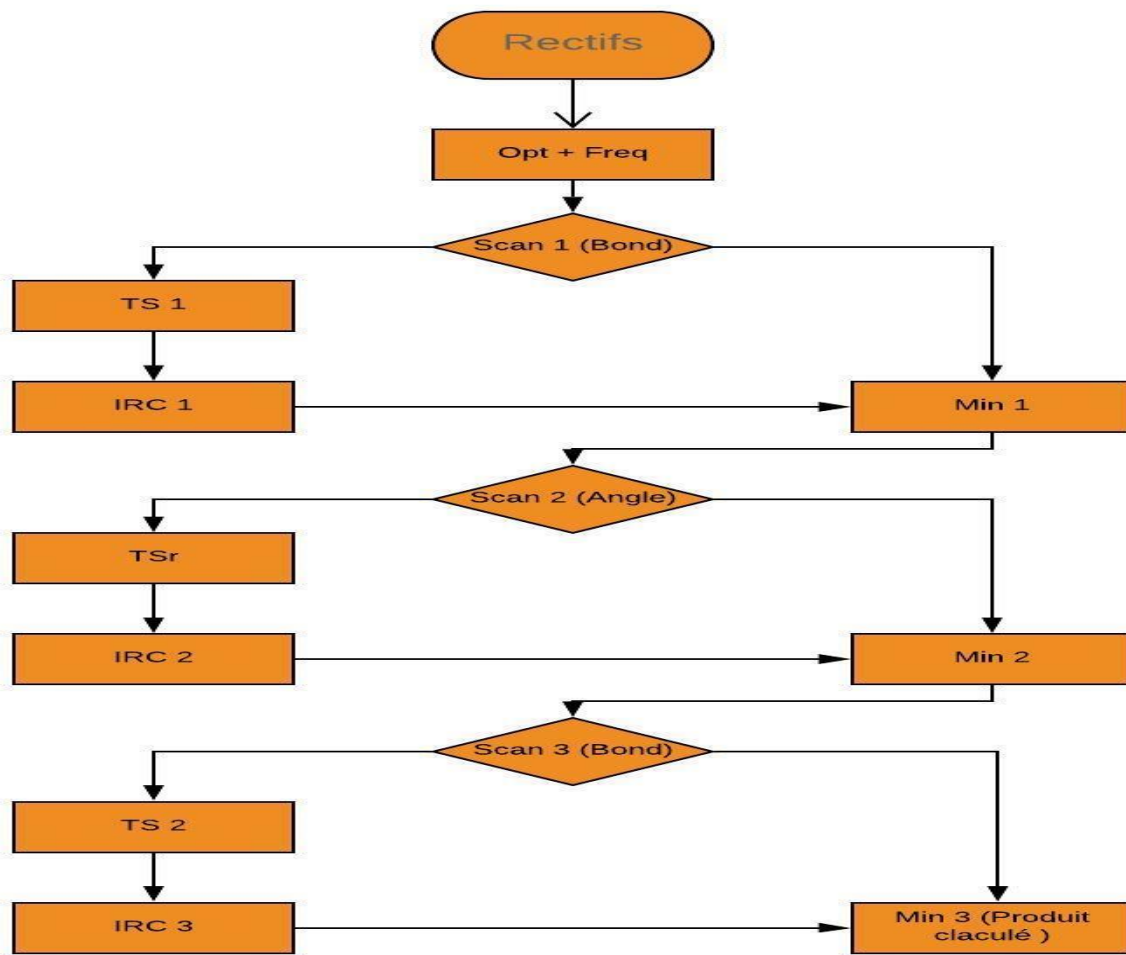 Rectifs
Opt + Freq
Scan 1 (Bond)
TS 1
IRC 1
Min 1
Scan 2 (Angle)
TSr
IRC 2
Min 2
Scan 3 (Bond)
TS 2
IRC 3
Min 3 (Produit
claculé )